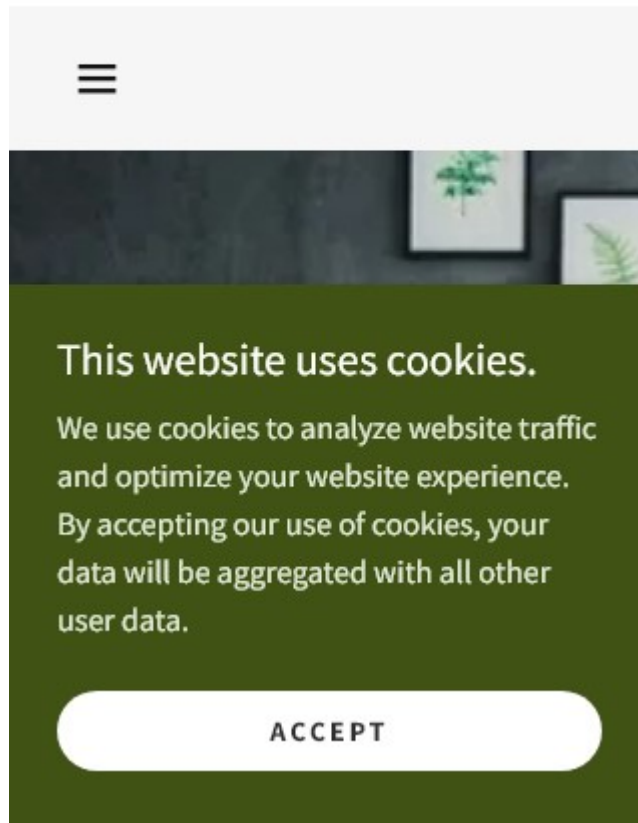 This website uses cookies.
We use cookies to analyze website traffic
and optimize your website experience.
By accepting our use of cookies, your
data will be aggregated with all other
user data.
ACCEPT